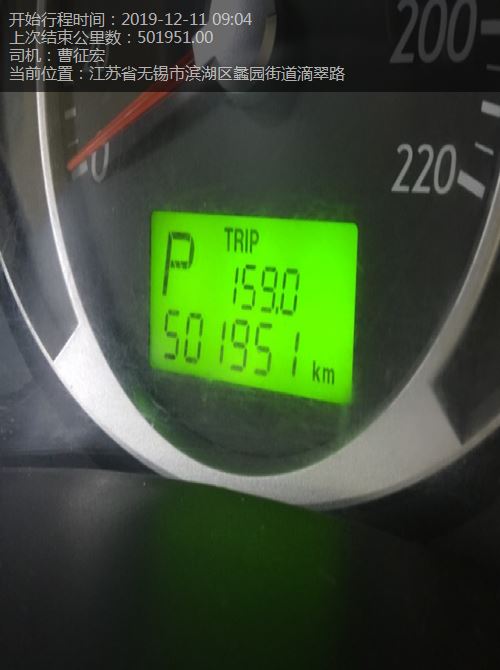 开始行程时间：2019-12-11 09:04
上次结束公里数：501951.00
司机：曹征宏
当前位置：江苏省无锡市滨湖区蠡园街道滴翠路
200
0
220
P TRIP
159.0
501951 km